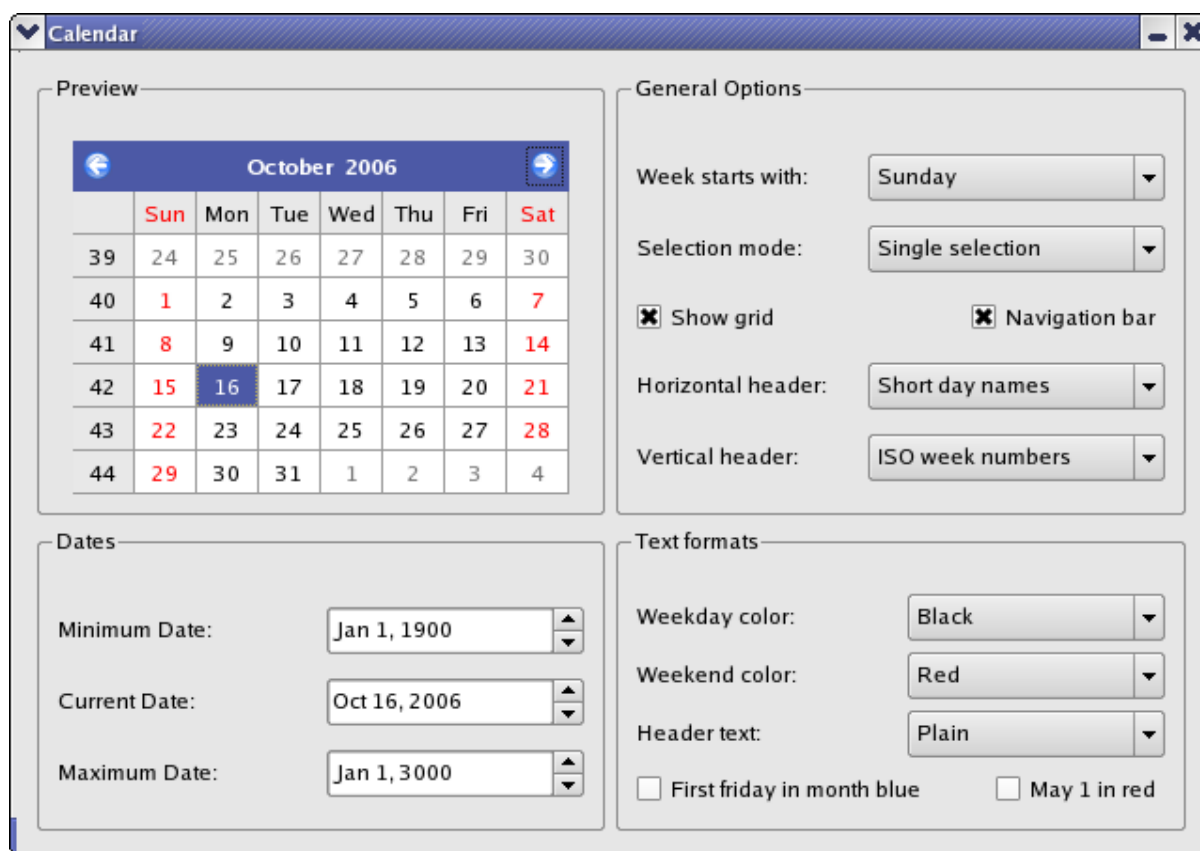 Calendar
Preview
October 2006
Sun Mon Tue Wed Thu Fri Sat
39 24 25 26 27 28 29 30
40 1 2 3 4 5 6 7
41 8 9 10 11 12 13 14
42 15 16 17 18 19 20 21
43 22 23 24 25 26 27 28
44 29 30 31 1 2 3 4
General Options
Week starts with: Sunday
Selection mode: Single selection
Show grid Navigation bar
Horizontal header: Short day names
Vertical header: ISO week numbers
Dates
Minimum Date: Jan 1, 1900
Current Date: Oct 16, 2006
Maximum Date: Jan 1, 3000
Text formats
Weekday color: Black
Weekend color: Red
Header text: Plain
First friday in month blue May 1 in red